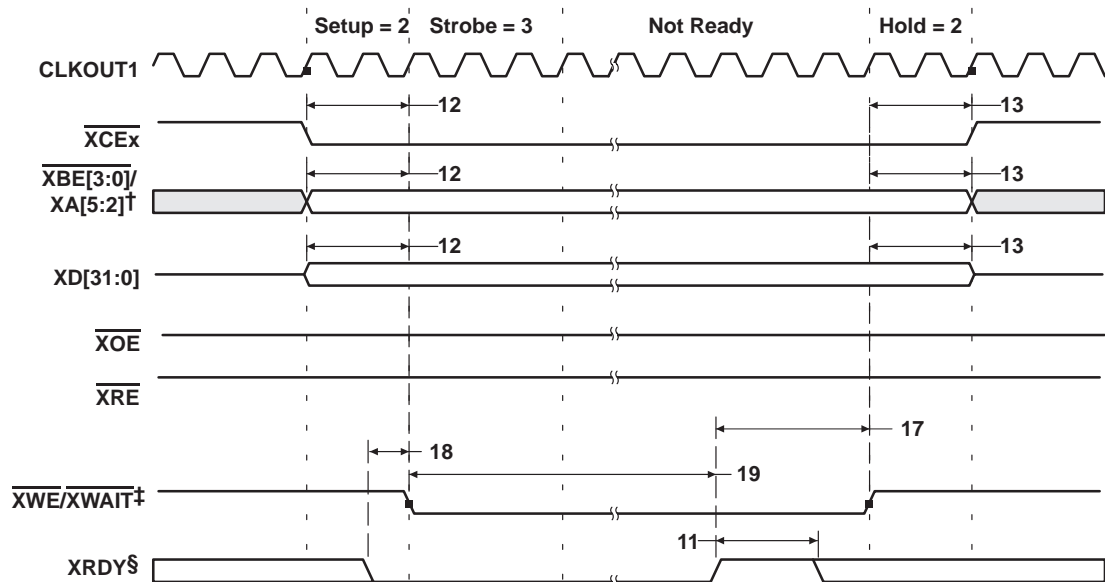 Setup = 2 Strobe = 3 Not Ready Hold = 2
CLKOUT1
12 13
XCEx
XBE[3:0]/
12 13
XA[5:2]†
12 13
XD[31:0]
XOE
XRE
17
18
19
XWE/XWAIT‡
11
XRDY§